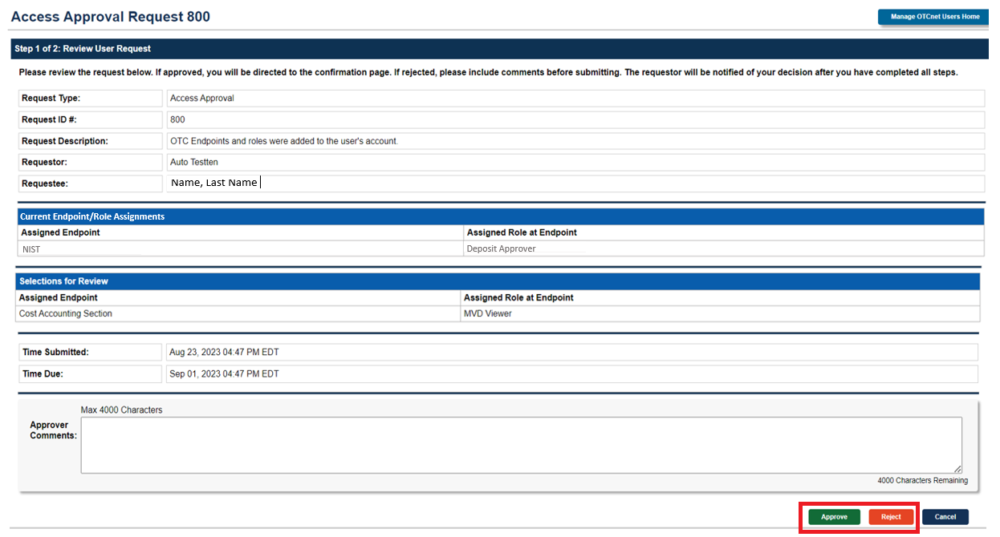 Access Approval Request 800
Manage OTCnet Users Home
Step 1 of 2: Review User Request
Please review the request below. If approved, you will be directed to the confirmation page. If rejected, please include comments before submitting. The requestor will be notified of your decision after you have completed all steps.
Request Type: Access Approval
Request ID #: 800
Request Description: OTC Endpoints and roles were added to the user's account.
Requestor: Auto Testten
Requestee: Name, Last Name
Current Endpoint/Role Assignments
Assigned Endpoint Assigned Role at Endpoint
NIST Deposit Approver
Selections for Review
Assigned Endpoint Assigned Role at Endpoint
Cost Accounting Section MVD Viewer
Time Submitted: Aug 23, 2023 04:47 PM EDT
Time Due: Sep 01, 2023 04:47 PM EDT
Max 4000 Characters
Approver
Comments:
4000 Characters Remaining
Approve Reject Cancel